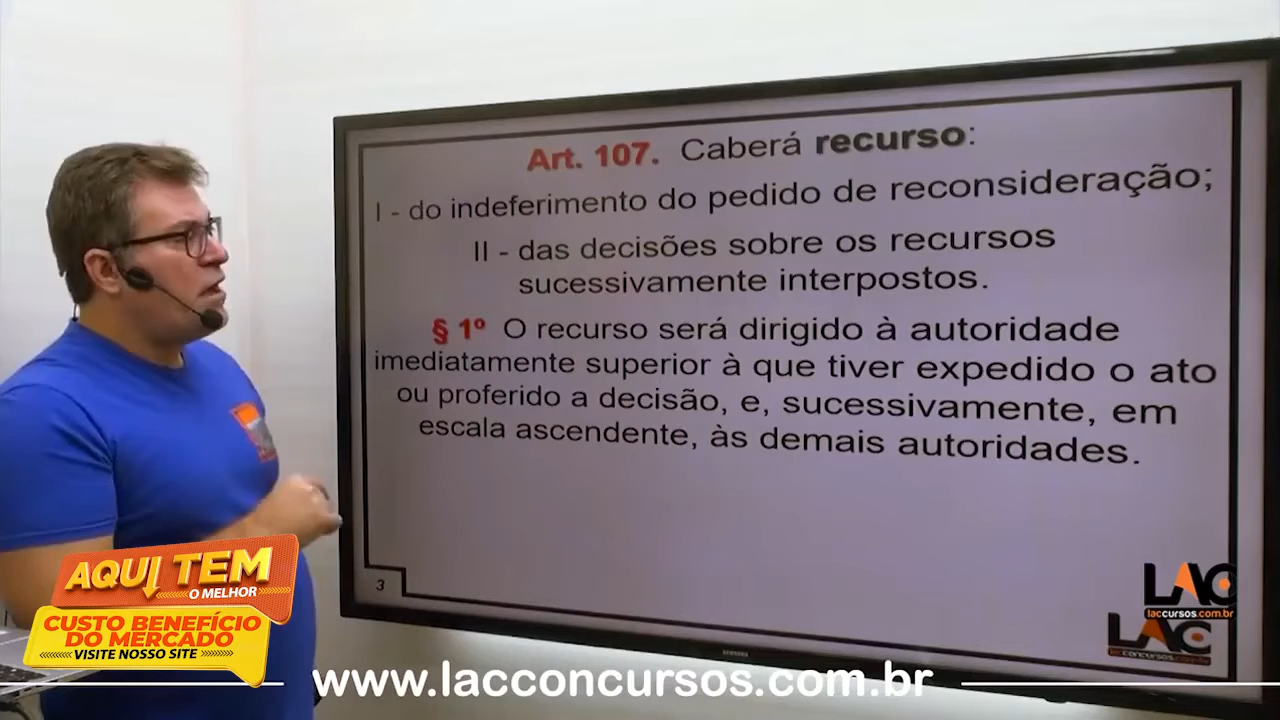 Art. 107. Caberá recurso:
I - do indeferimento do pedido de reconsideração;
II - das decisões sobre os recursos
sucessivamente interpostos.
§ 1º O recurso será dirigido à autoridade
imediatamente superior à que tiver expedido o ato
ou proferido a decisão, e, sucessivamente, em
escala ascendente, às demais autoridades.
3
LAC
laccursos.com.br
LAC
lacconcursos.com.br
AQUI TEM
O MELHOR
CUSTO BENEFÍCIO
DO MERCADO
VISITE NOSSO SITE
www.lacconcursos.com.br